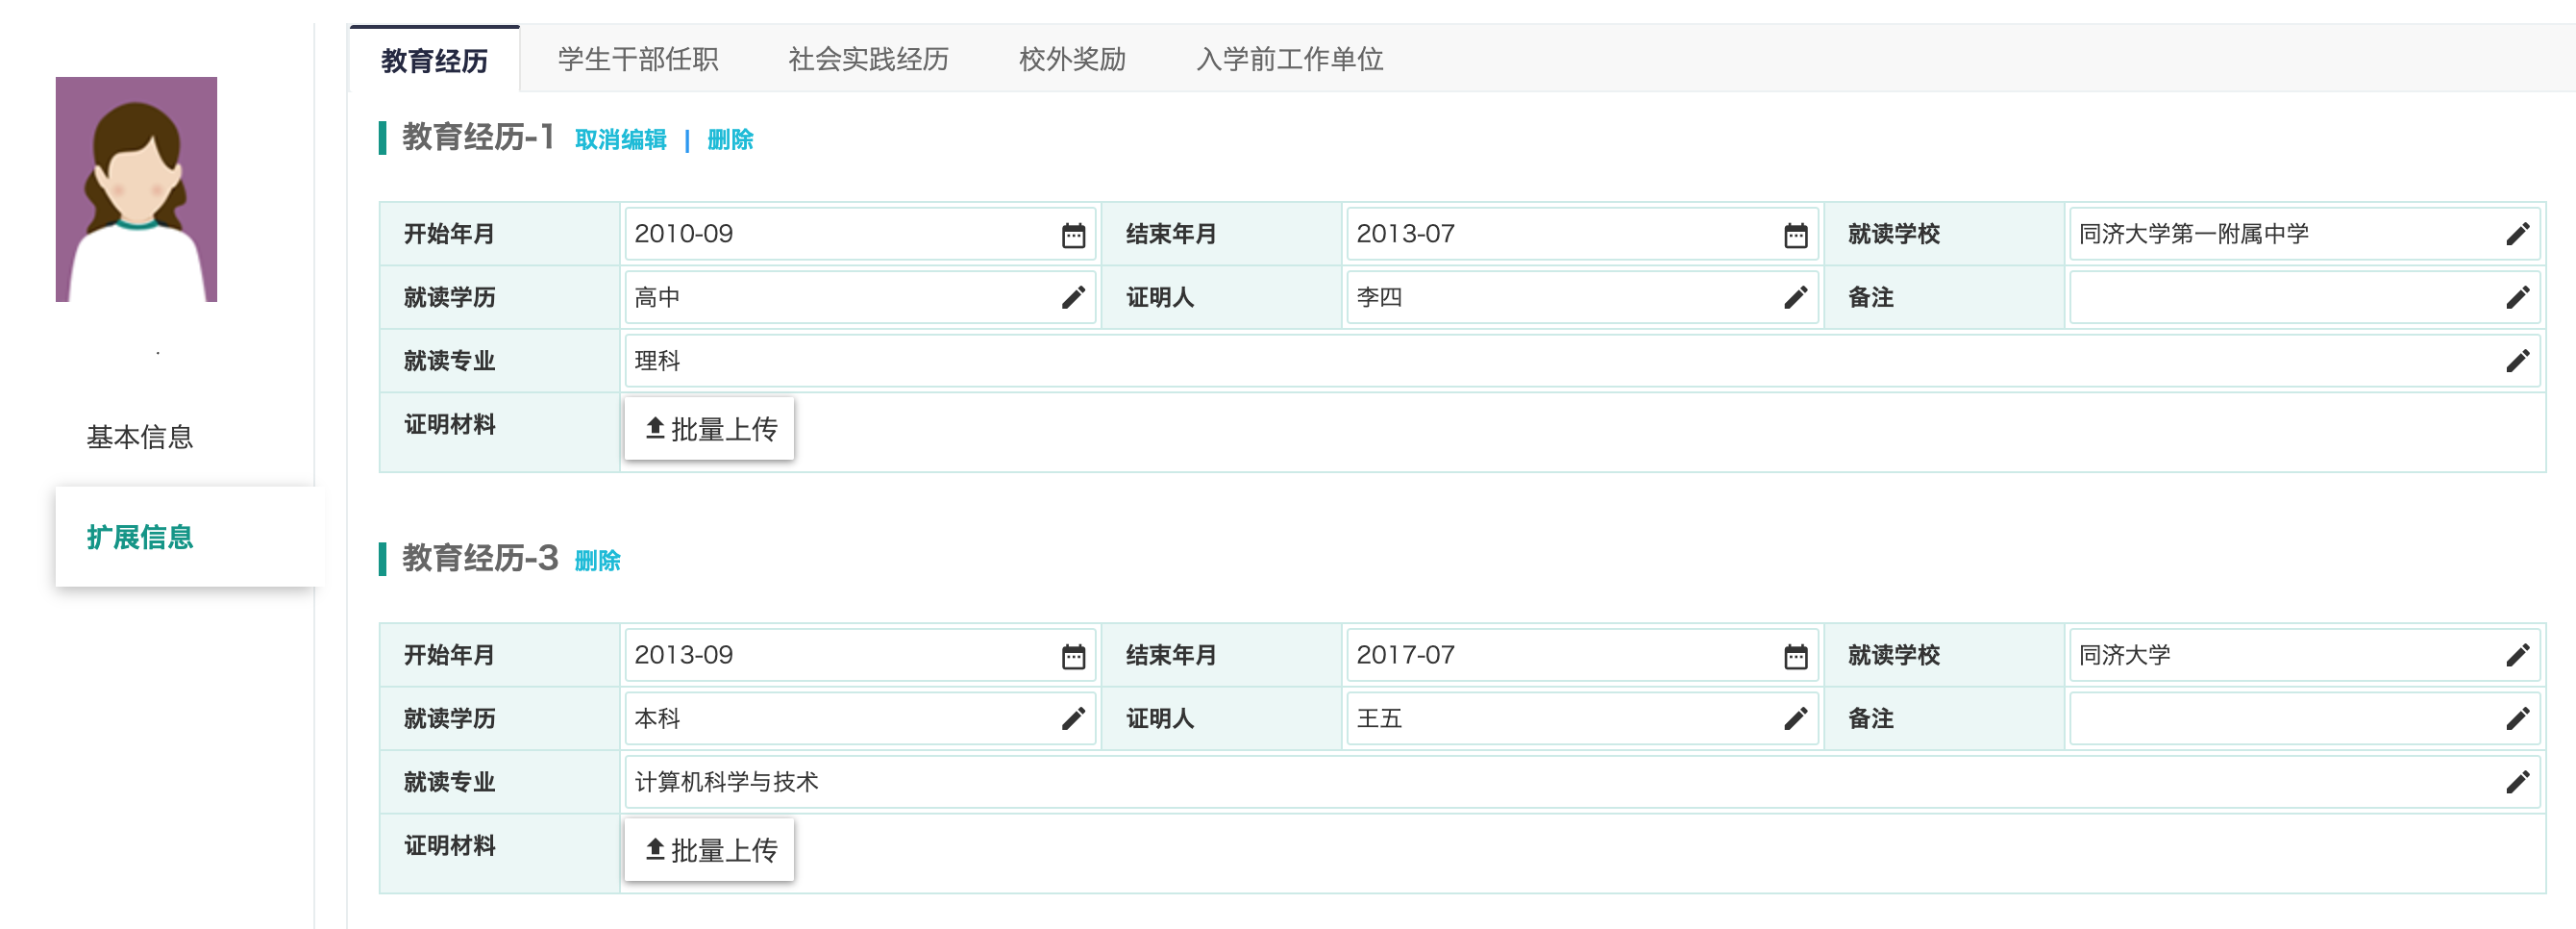 教育经历 学生干部任职 社会实践经历 校外奖励 入学前工作单位
教育经历-1 取消编辑 | 删除
开始年月 2010-09 结束年月 2013-07 就读学校 同济大学第一附属中学
就读学历 高中 证明人 李四 备注
就读专业 理科
证明材料 批量上传
基本信息
扩展信息
教育经历-3 删除
开始年月 2013-09 结束年月 2017-07 就读学校 同济大学
就读学历 本科 证明人 王五 备注
就读专业 计算机科学与技术
证明材料 批量上传